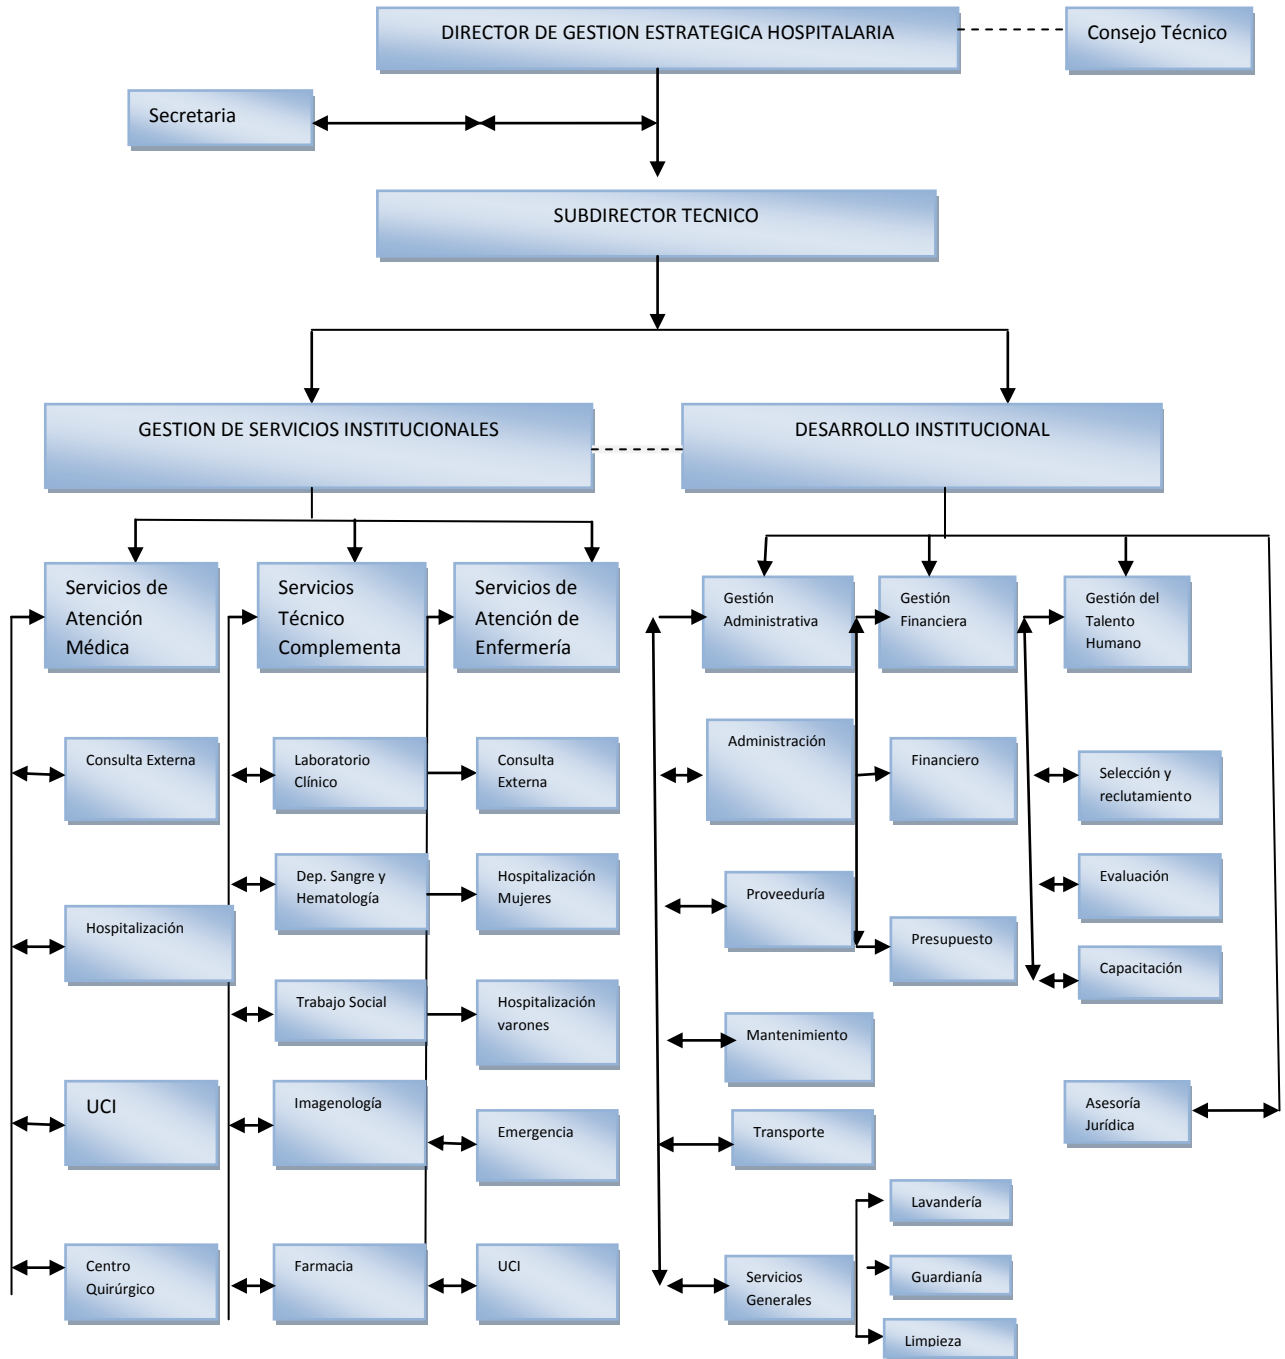 DIRECTOR DE GESTION ESTRATEGICA HOSPITALARIA
Consejo Técnico
Secretaria
SUBDIRECTOR TECNICO
GESTION DE SERVICIOS INSTITUCIONALES
DESARROLLO INSTITUCIONAL
Servicios de
Atención
Médica
Servicios
Técnico
Complementa
Servicios de
Atención de
Enfermería
Gestión
Administrativa
Gestión
Financiera
Gestión del
Talento
Humano
Consulta Externa
Laboratorio
Clínico
Consulta
Externa
Administración
Financiero
Selección y
reclutamiento
Hospitalización
Dep. Sangre y
Hematología
Hospitalización
Mujeres
Proveeduría
Presupuesto
Evaluación
Capacitación
Trabajo Social
Hospitalización
varones
Mantenimiento
UCI
Imagenología
Emergencia
Transporte
Asesoría
Jurídica
Centro
Quirúrgico
Farmacia
UCI
Servicios
Generales
Lavandería
Guardianía
Limpieza